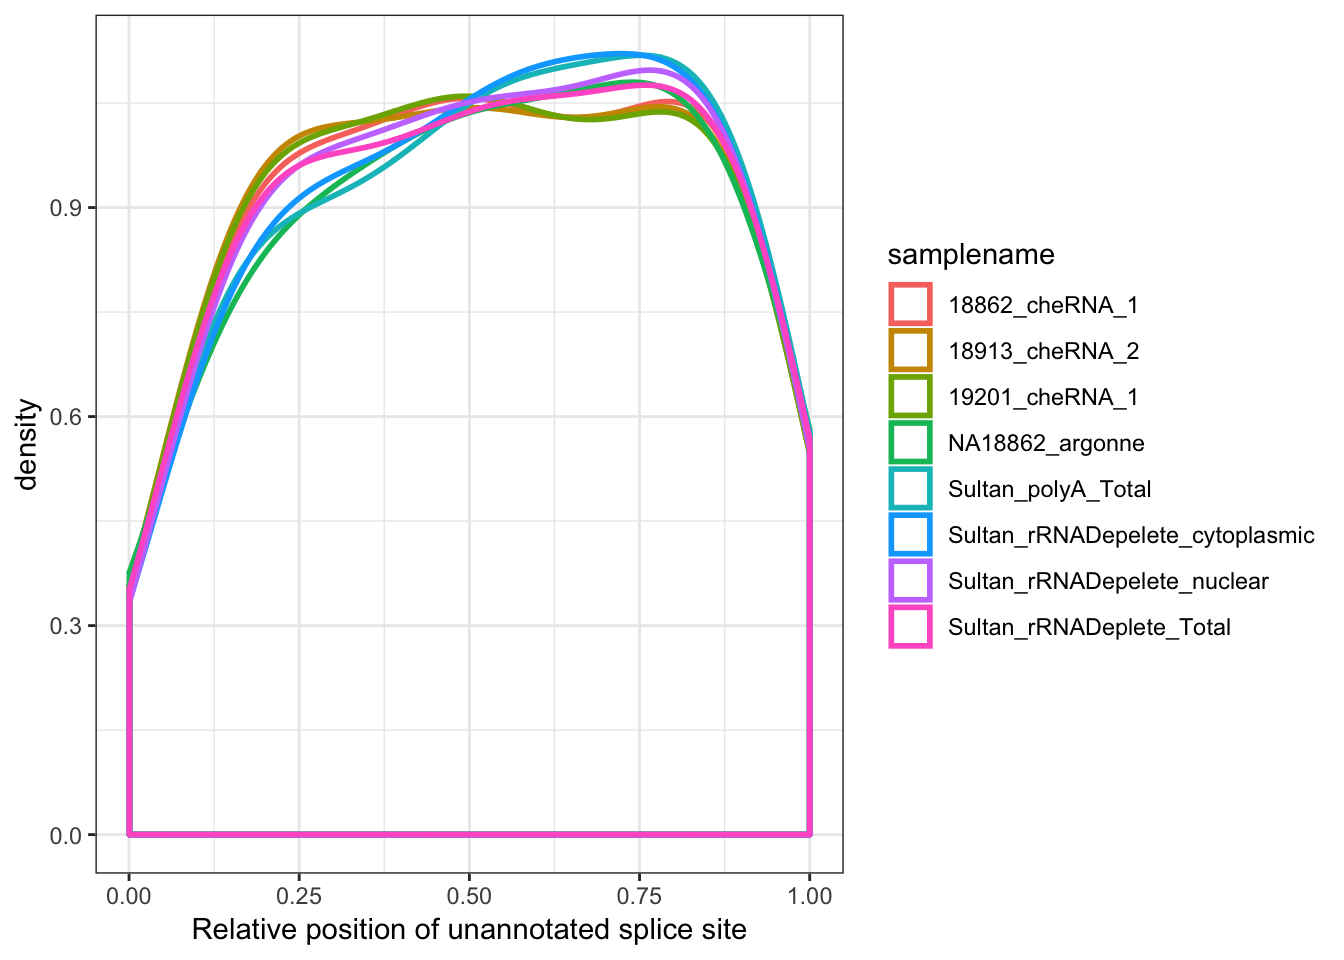 density
0.9
0.6
0.3
0.0
0.00 0.25 0.50 0.75 1.00
Relative position of unannotated splice site
samplename
18862_cheRNA_1
18913_cheRNA_2
19201_cheRNA_1
NA18862_argonne
Sultan_polyA_Total
Sultan_rRNADepelete_cytoplasmic
Sultan_rRNADepelete_nuclear
Sultan_rRNADeplete_Total